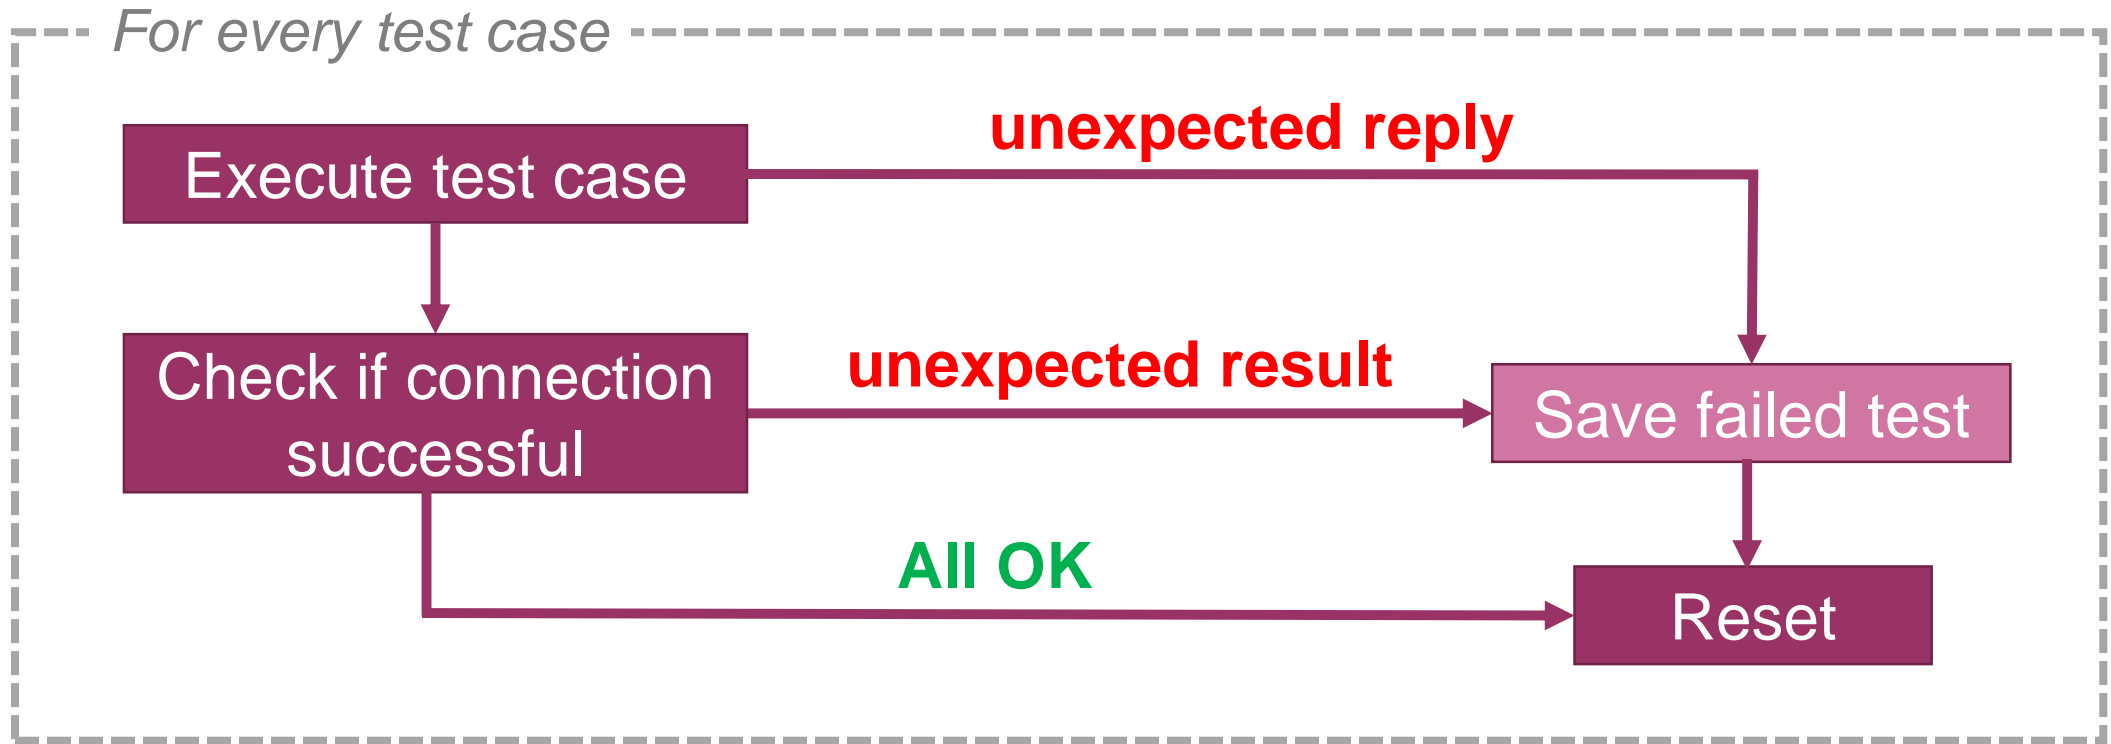 For every test case
unexpected reply
Execute test case
Check if connection
successful
unexpected result
Save failed test
All OK
Reset